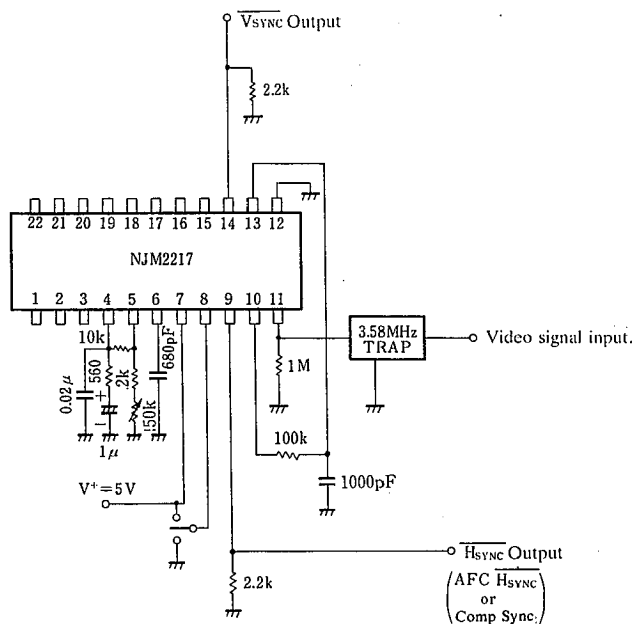 V̅S̅Y̅N̅C̅ Output
2.2k
22 21 20 19 18 17 16 15 14 13 12
NJM2217
1 2 3 4 5 6 7 8 9 10 11
10k
0.02μ
560
+
1μ
2k
50k
680pF
3.58MHz
TRAP
Video signal input.
1M
100k
1000pF
V⁺=5V
2.2k
H̅S̅Y̅N̅C̅ Output
(AFC H̅S̅Y̅N̅C̅
or
Comp Sync.)